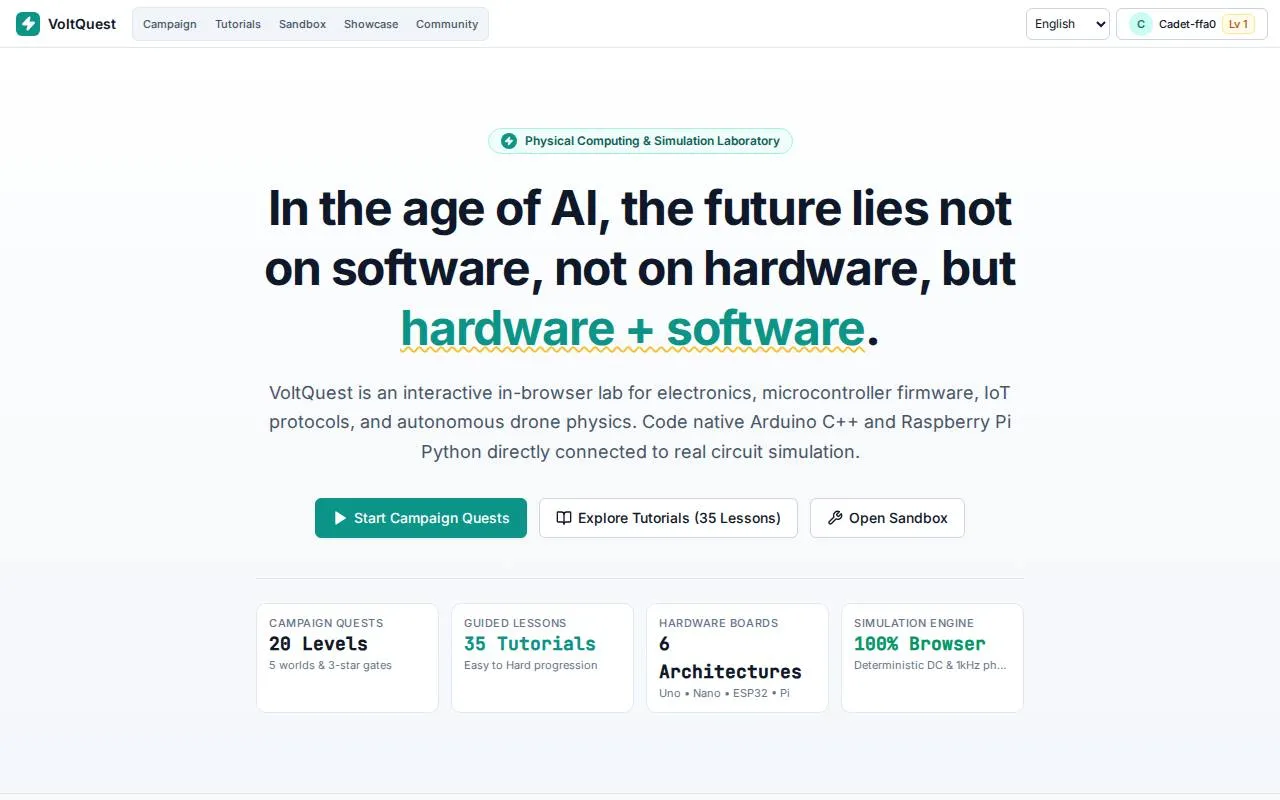 VoltQuest
Campaign Tutorials Sandbox Showcase Community
English
C Cadet-ffa0 Lv 1
Physical Computing & Simulation Laboratory
In the age of AI, the future lies not
on software, not on hardware, but
hardware + software.
VoltQuest is an interactive in-browser lab for electronics, microcontroller firmware, IoT
protocols, and autonomous drone physics. Code native Arduino C++ and Raspberry Pi
Python directly connected to real circuit simulation.
Start Campaign Quests
Explore Tutorials (35 Lessons)
Open Sandbox
CAMPAIGN QUESTS
20 Levels
5 worlds & 3-star gates
GUIDED LESSONS
35 Tutorials
Easy to Hard progression
HARDWARE BOARDS
6
Architectures
Uno • Nano • ESP32 • Pi
SIMULATION ENGINE
100% Browser
Deterministic DC & 1kHz ph...